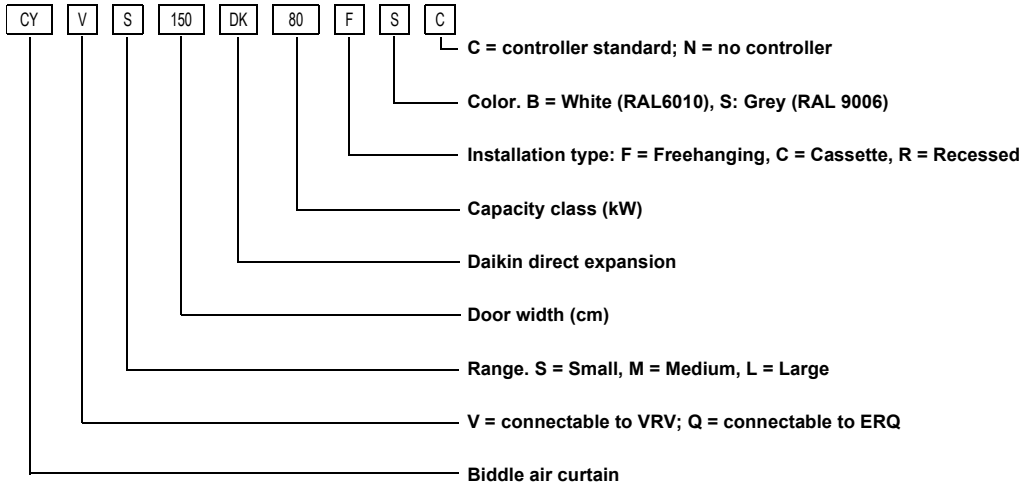 CY V S 150 DK 80 F S C
C = controller standard; N = no controller
Color. B = White (RAL6010), S: Grey (RAL 9006)
Installation type: F = Freehanging, C = Cassette, R = Recessed
Capacity class (kW)
Daikin direct expansion
Door width (cm)
Range. S = Small, M = Medium, L = Large
V = connectable to VRV; Q = connectable to ERQ
Biddle air curtain